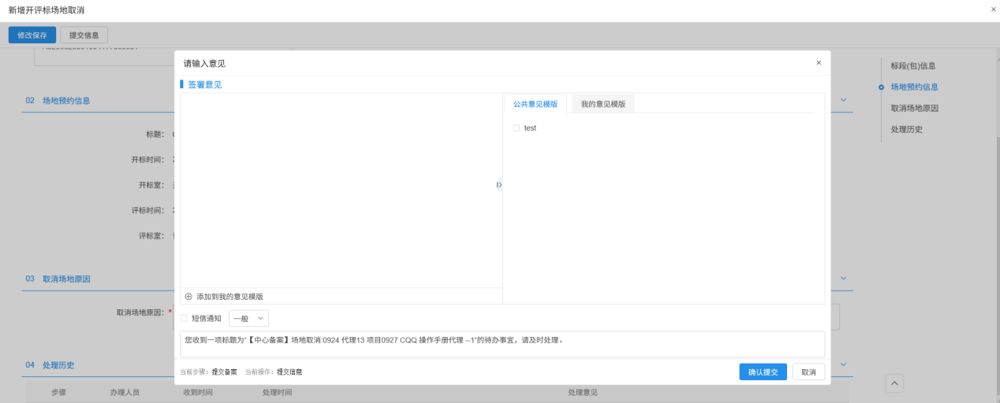 新增开评标场地取消
×
修改保存 提交信息
02 场地预约信息
标题：
开标时间：
开标室：
评标时间：
评标室：
03 取消场地原因
取消场地原因：*
04 处理历史
步骤 办理人员 收到时间 处理时间 处理意见
请输入意见
×
签署意见
公共意见模版 我的意见模版
test
添加到我的意见模版
短信通知 一般
您收到一项标题为“【中心备案】场地取消:0924 代理13 项目0927 CQQ 操作手册代理 --1”的待办事宜，请及时处理。
当前步骤：提交备案 当前操作：提交信息
确认提交 取消
标段(包)信息
场地预约信息
取消场地原因
处理历史